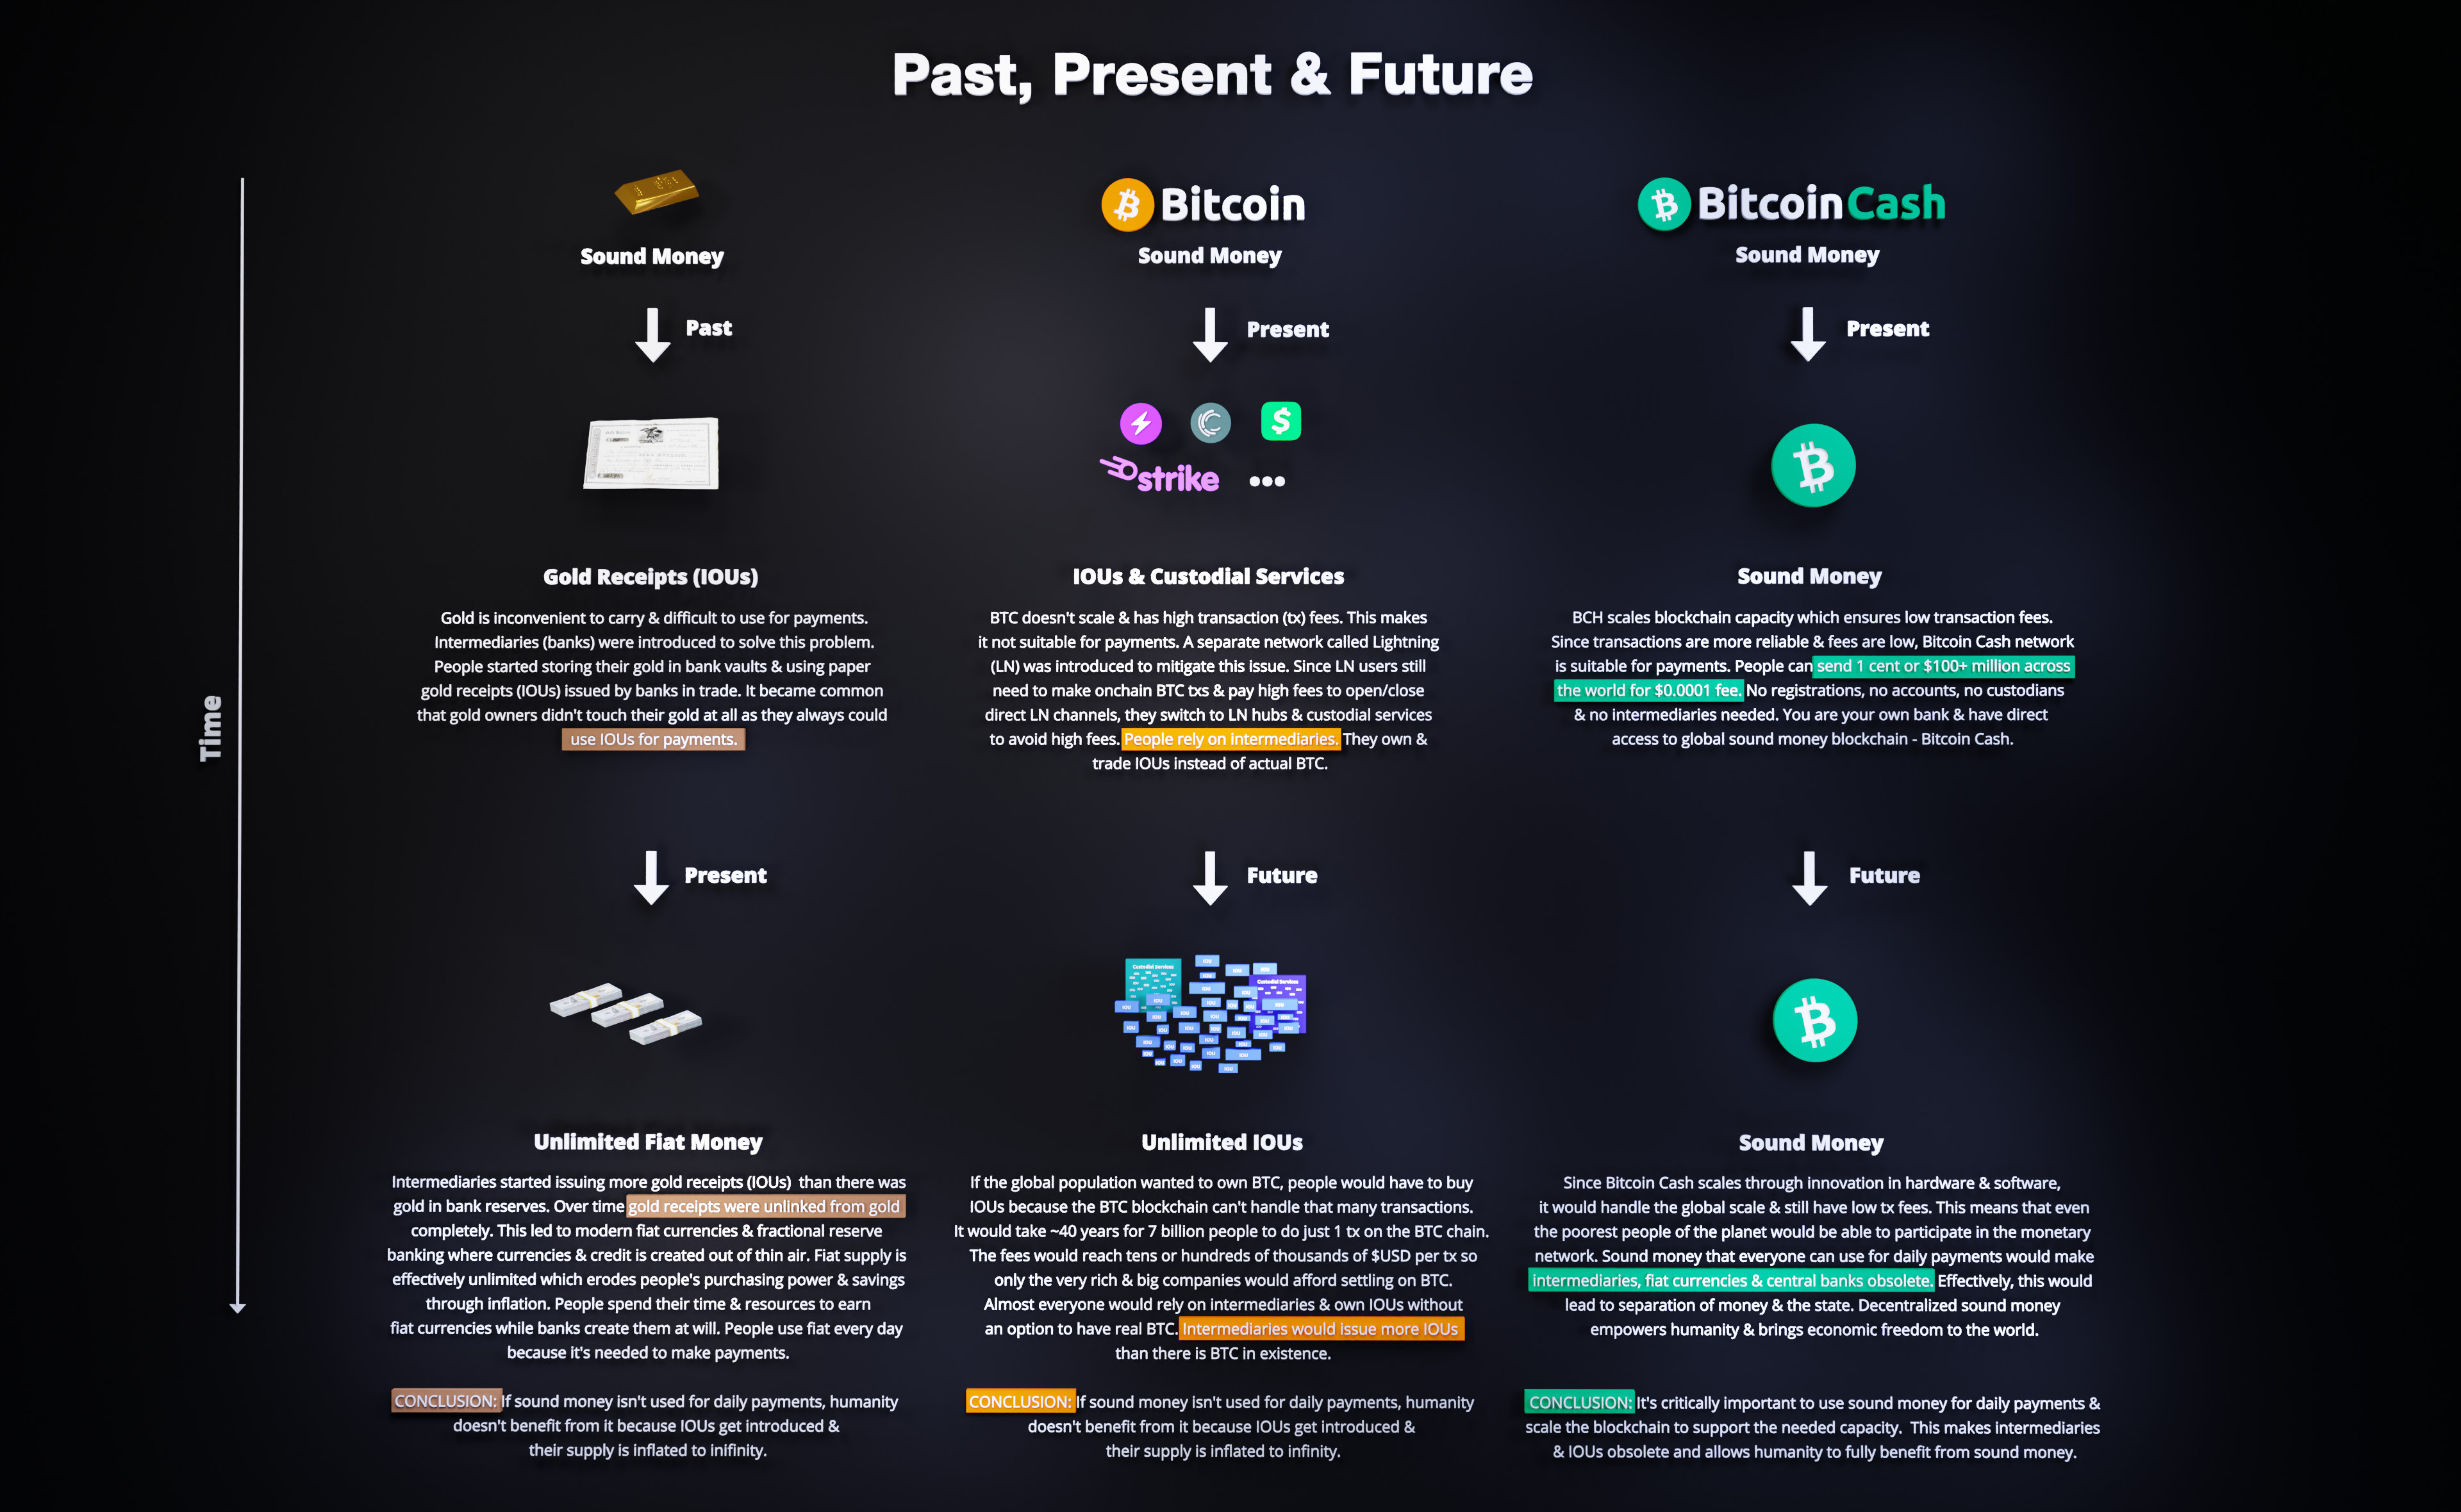 Past, Present & Future
Time
Sound Money
Past
Gold Receipts (IOUs)
Gold is inconvenient to carry & difficult to use for payments.
Intermediaries (banks) were introduced to solve this problem.
People started storing their gold in bank vaults & using paper
gold receipts (IOUs) issued by banks in trade. It became common
that gold owners didn't touch their gold at all as they always could
use IOUs for payments.
Present
Unlimited Fiat Money
Intermediaries started issuing more gold receipts (IOUs) than there was
gold in bank reserves. Over time gold receipts were unlinked from gold
completely. This led to modern fiat currencies & fractional reserve
banking where currencies & credit is created out of thin air. Fiat supply is
effectively unlimited which erodes people's purchasing power & savings
through inflation. People spend their time & resources to earn
fiat currencies while banks create them at will. People use fiat every day
because it's needed to make payments.
CONCLUSION: If sound money isn't used for daily payments, humanity
doesn't benefit from it because IOUs get introduced &
their supply is inflated to inifinity.
Bitcoin
Sound Money
Present
strike
IOUs & Custodial Services
BTC doesn't scale & has high transaction (tx) fees. This makes
it not suitable for payments. A separate network called Lightning
(LN) was introduced to mitigate this issue. Since LN users still
need to make onchain BTC txs & pay high fees to open/close
direct LN channels, they switch to LN hubs & custodial services
to avoid high fees. People rely on intermediaries. They own &
trade IOUs instead of actual BTC.
Future
Custodial Services
Custodial Services
IOU
Unlimited IOUs
If the global population wanted to own BTC, people would have to buy
IOUs because the BTC blockchain can't handle that many transactions.
It would take ~40 years for 7 billion people to do just 1 tx on the BTC chain.
The fees would reach tens or hundreds of thousands of $USD per tx so
only the very rich & big companies would afford settling on BTC.
Almost everyone would rely on intermediaries & own IOUs without
an option to have real BTC. Intermediaries would issue more IOUs
than there is BTC in existence.
CONCLUSION: If sound money isn't used for daily payments, humanity
doesn't benefit from it because IOUs get introduced &
their supply is inflated to infinity.
BitcoinCash
Sound Money
Present
Sound Money
BCH scales blockchain capacity which ensures low transaction fees.
Since transactions are more reliable & fees are low, Bitcoin Cash network
is suitable for payments. People can send 1 cent or $100+ million across
the world for $0.0001 fee. No registrations, no accounts, no custodians
& no intermediaries needed. You are your own bank & have direct
access to global sound money blockchain - Bitcoin Cash.
Future
Sound Money
Since Bitcoin Cash scales through innovation in hardware & software,
it would handle the global scale & still have low tx fees. This means that even
the poorest people of the planet would be able to participate in the monetary
network. Sound money that everyone can use for daily payments would make
intermediaries, fiat currencies & central banks obsolete. Effectively, this would
lead to separation of money & the state. Decentralized sound money
empowers humanity & brings economic freedom to the world.
CONCLUSION: It's critically important to use sound money for daily payments &
scale the blockchain to support the needed capacity. This makes intermediaries
& IOUs obsolete and allows humanity to fully benefit from sound money.